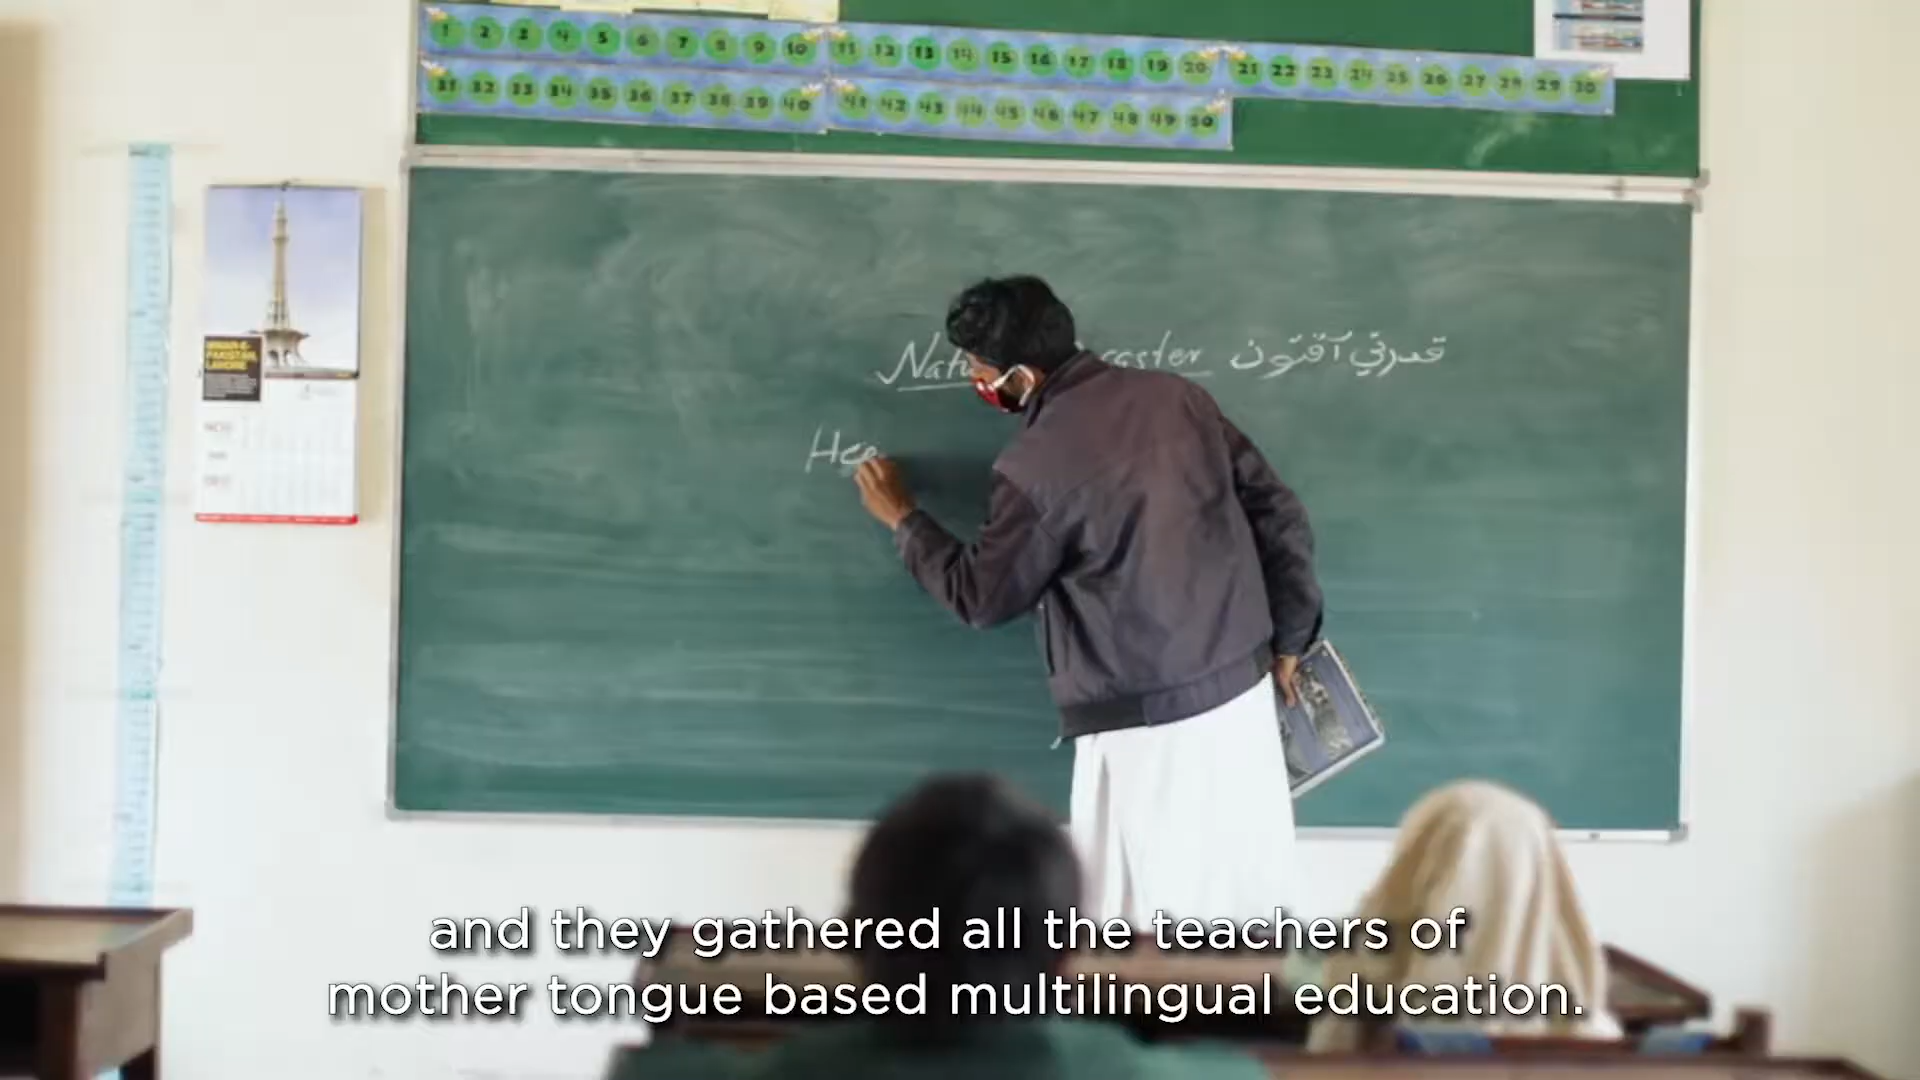 1 2 3 4 5 6 7 8 9 10 11 12 13 14 15 16 17 18 19 20 21 22 23 24 25 26 27 28 29 30
31 32 33 34 35 36 37 38 39 40 41 42 43 44 45 46 47 48 49 50
قدرتي آفتون
and they gathered all the teachers of
mother tongue based multilingual education.